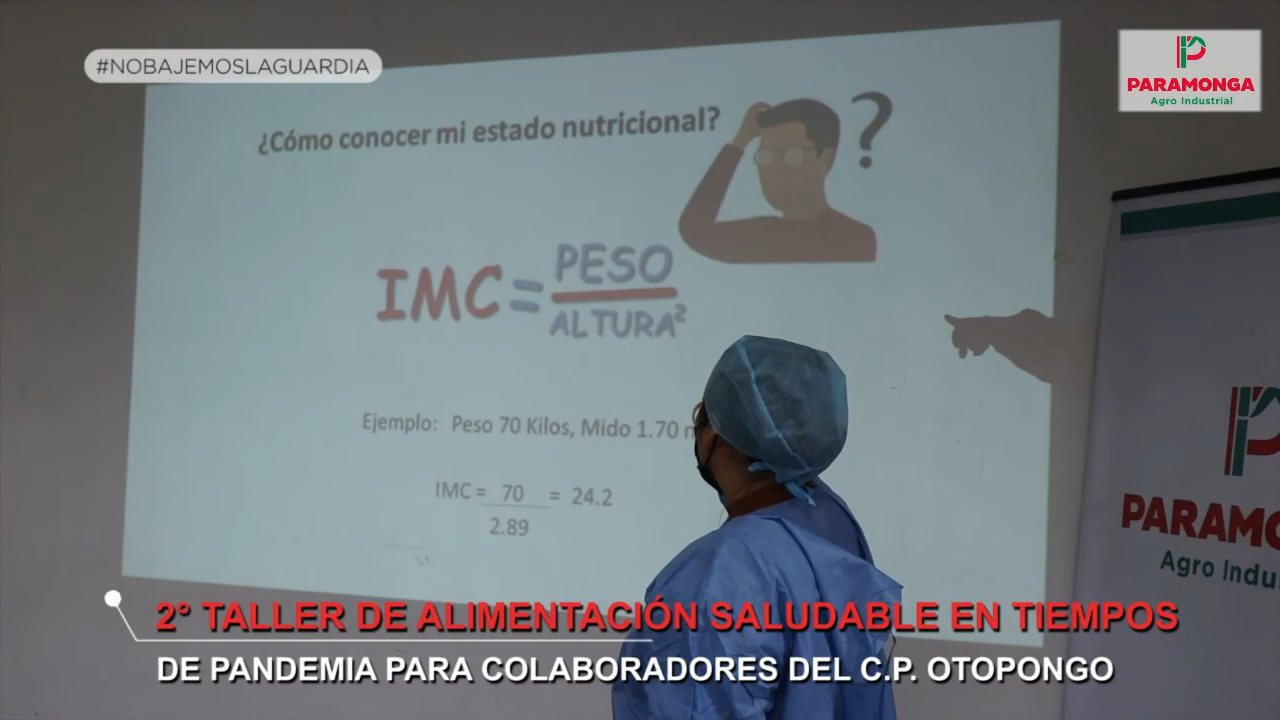 #NOBAJEMOSLAGUARDIA
PARAMONGA
Agro Industrial
¿Cómo conocer mi estado nutricional?
?
IMC = PESO
ALTURA²
Ejemplo: Peso 70 Kilos, Mido 1.70
IMC = 70 = 24.2
2.89
PARAMO
Agro Indu
2° TALLER DE ALIMENTACIÓN SALUDABLE EN TIEMPOS
DE PANDEMIA PARA COLABORADORES DEL C.P. OTOPONGO